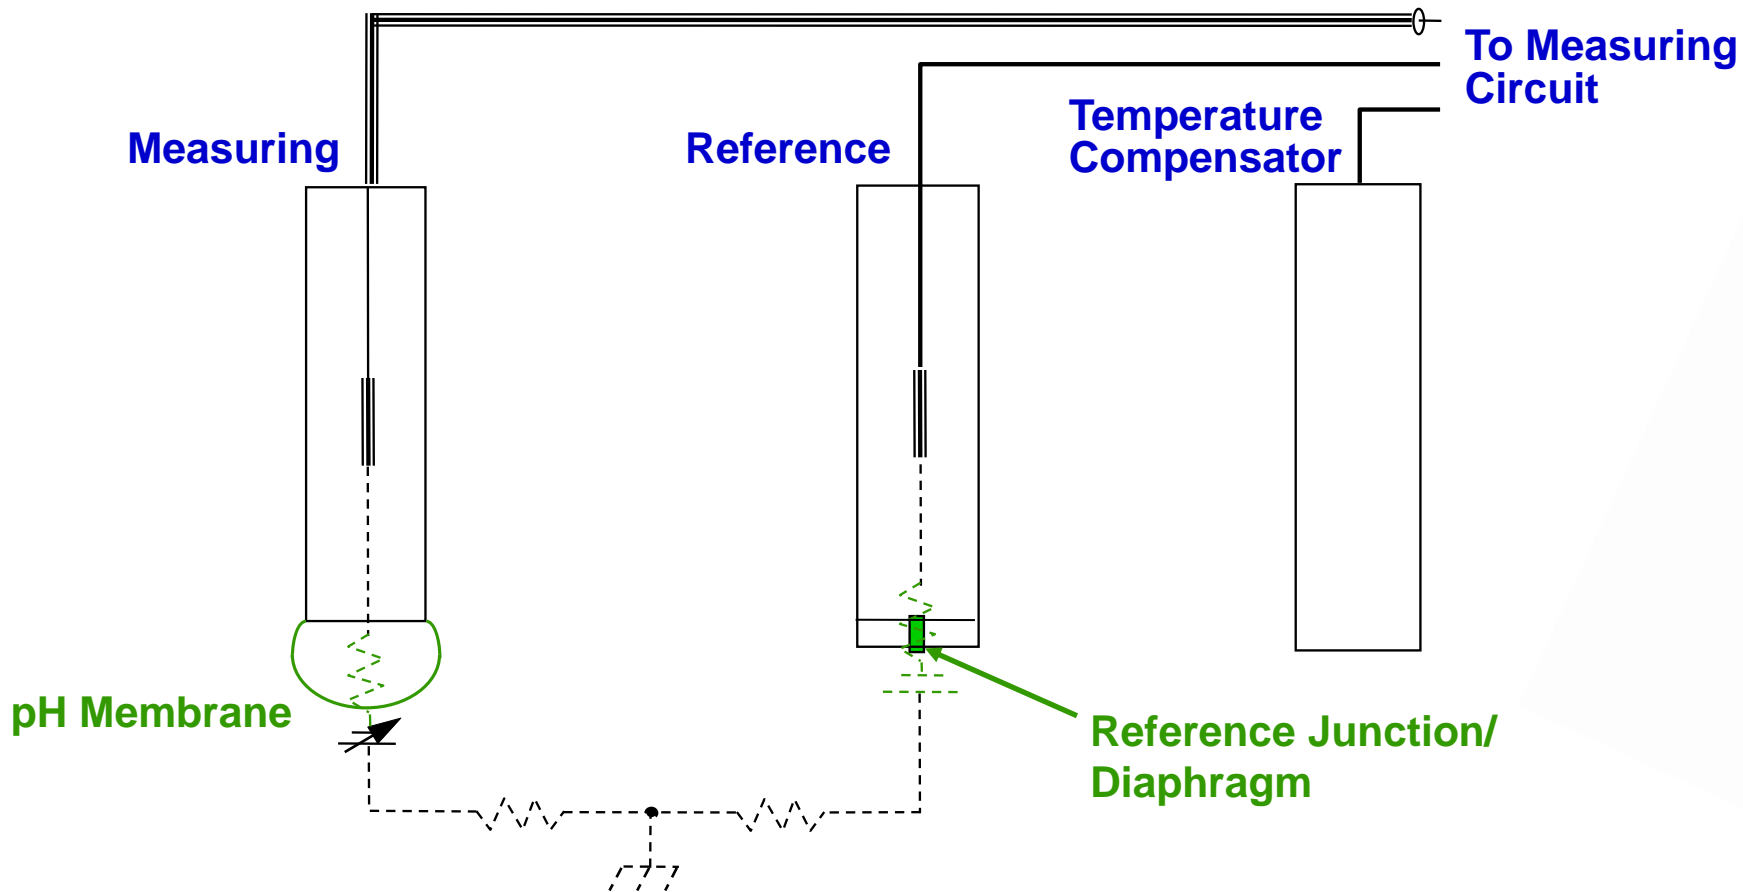 To Measuring
Circuit
Temperature
Compensator
Measuring
Reference
pH Membrane
Reference Junction/
Diaphragm